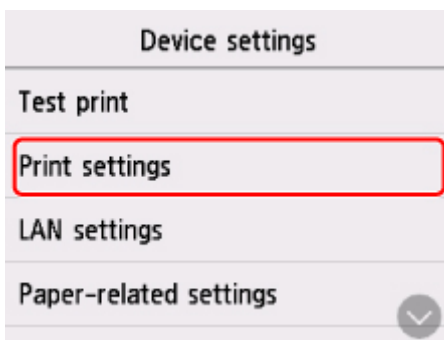 Device settings
Test print
Print settings
LAN settings
Paper-related settings